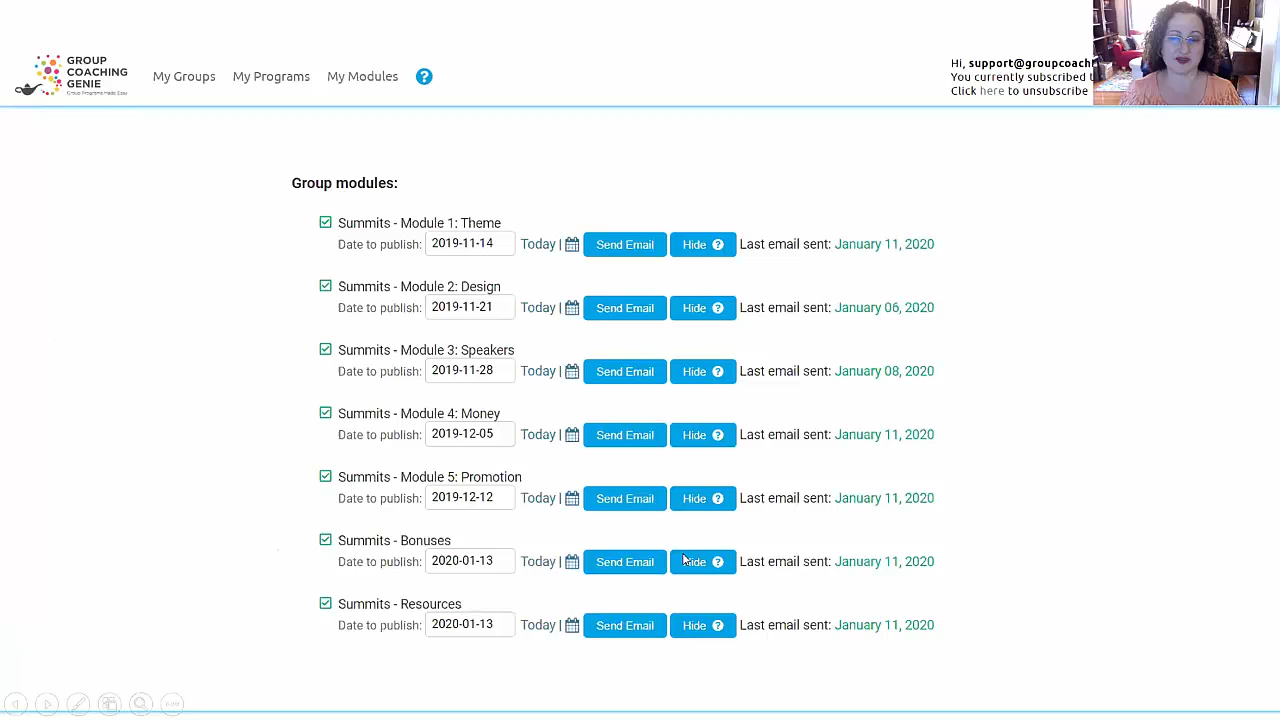 GROUP
COACHING
GENIE
Group Programs Made Easy
My Groups My Programs My Modules ?
Hi, support@groupcoach
You currently subscribed t
Click here to unsubscribe
Group modules:
Summits - Module 1: Theme
Date to publish: 2019-11-14 Today | Send Email Hide ? Last email sent: January 11, 2020
Summits - Module 2: Design
Date to publish: 2019-11-21 Today | Send Email Hide ? Last email sent: January 06, 2020
Summits - Module 3: Speakers
Date to publish: 2019-11-28 Today | Send Email Hide ? Last email sent: January 08, 2020
Summits - Module 4: Money
Date to publish: 2019-12-05 Today | Send Email Hide ? Last email sent: January 11, 2020
Summits - Module 5: Promotion
Date to publish: 2019-12-12 Today | Send Email Hide ? Last email sent: January 11, 2020
Summits - Bonuses
Date to publish: 2020-01-13 Today | Send Email Hide ? Last email sent: January 11, 2020
Summits - Resources
Date to publish: 2020-01-13 Today | Send Email Hide ? Last email sent: January 11, 2020